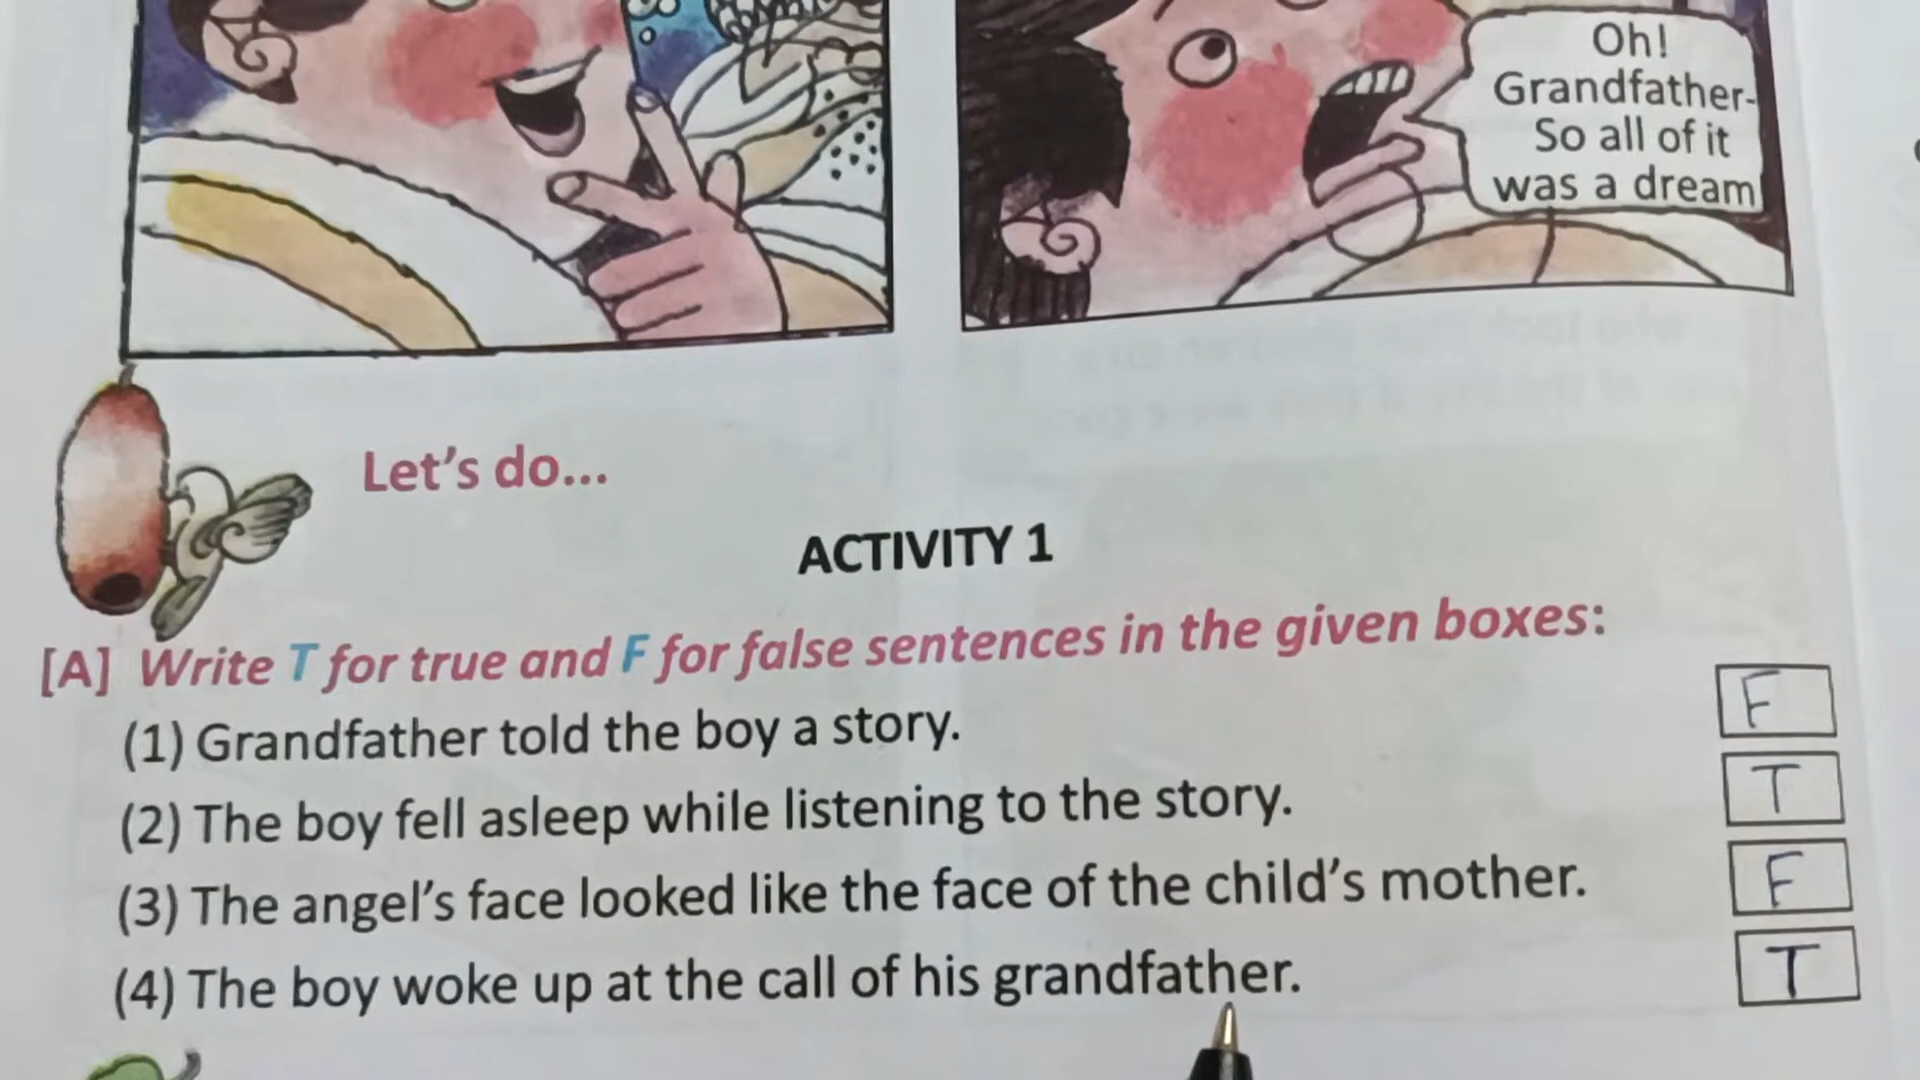 Oh!
Grandfather-
So all of it
was a dream
Let's do...
ACTIVITY 1
[A] Write T for true and F for false sentences in the given boxes:
(1) Grandfather told the boy a story. F
(2) The boy fell asleep while listening to the story. T
(3) The angel's face looked like the face of the child's mother. F
(4) The boy woke up at the call of his grandfather. T